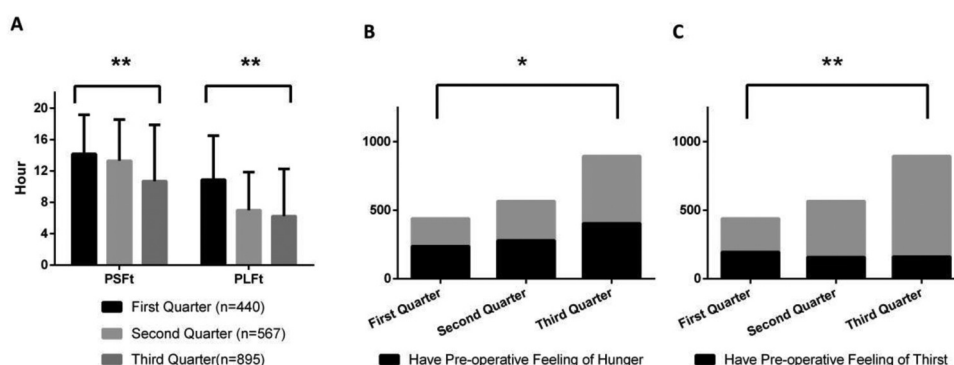 A
**
**
20
16
12
8
4
0
Hour
PSFt
PLFt
First Quarter (n=440)
Second Quarter (n=567)
Third Quarter(n=895)
B
*
1000
500
0
First Quarter
Second Quarter
Third Quarter
Have Pre-operative Feeling of Hunger
C
**
1000
500
0
First Quarter
Second Quarter
Third Quarter
Have Pre-operative Feeling of Thirst